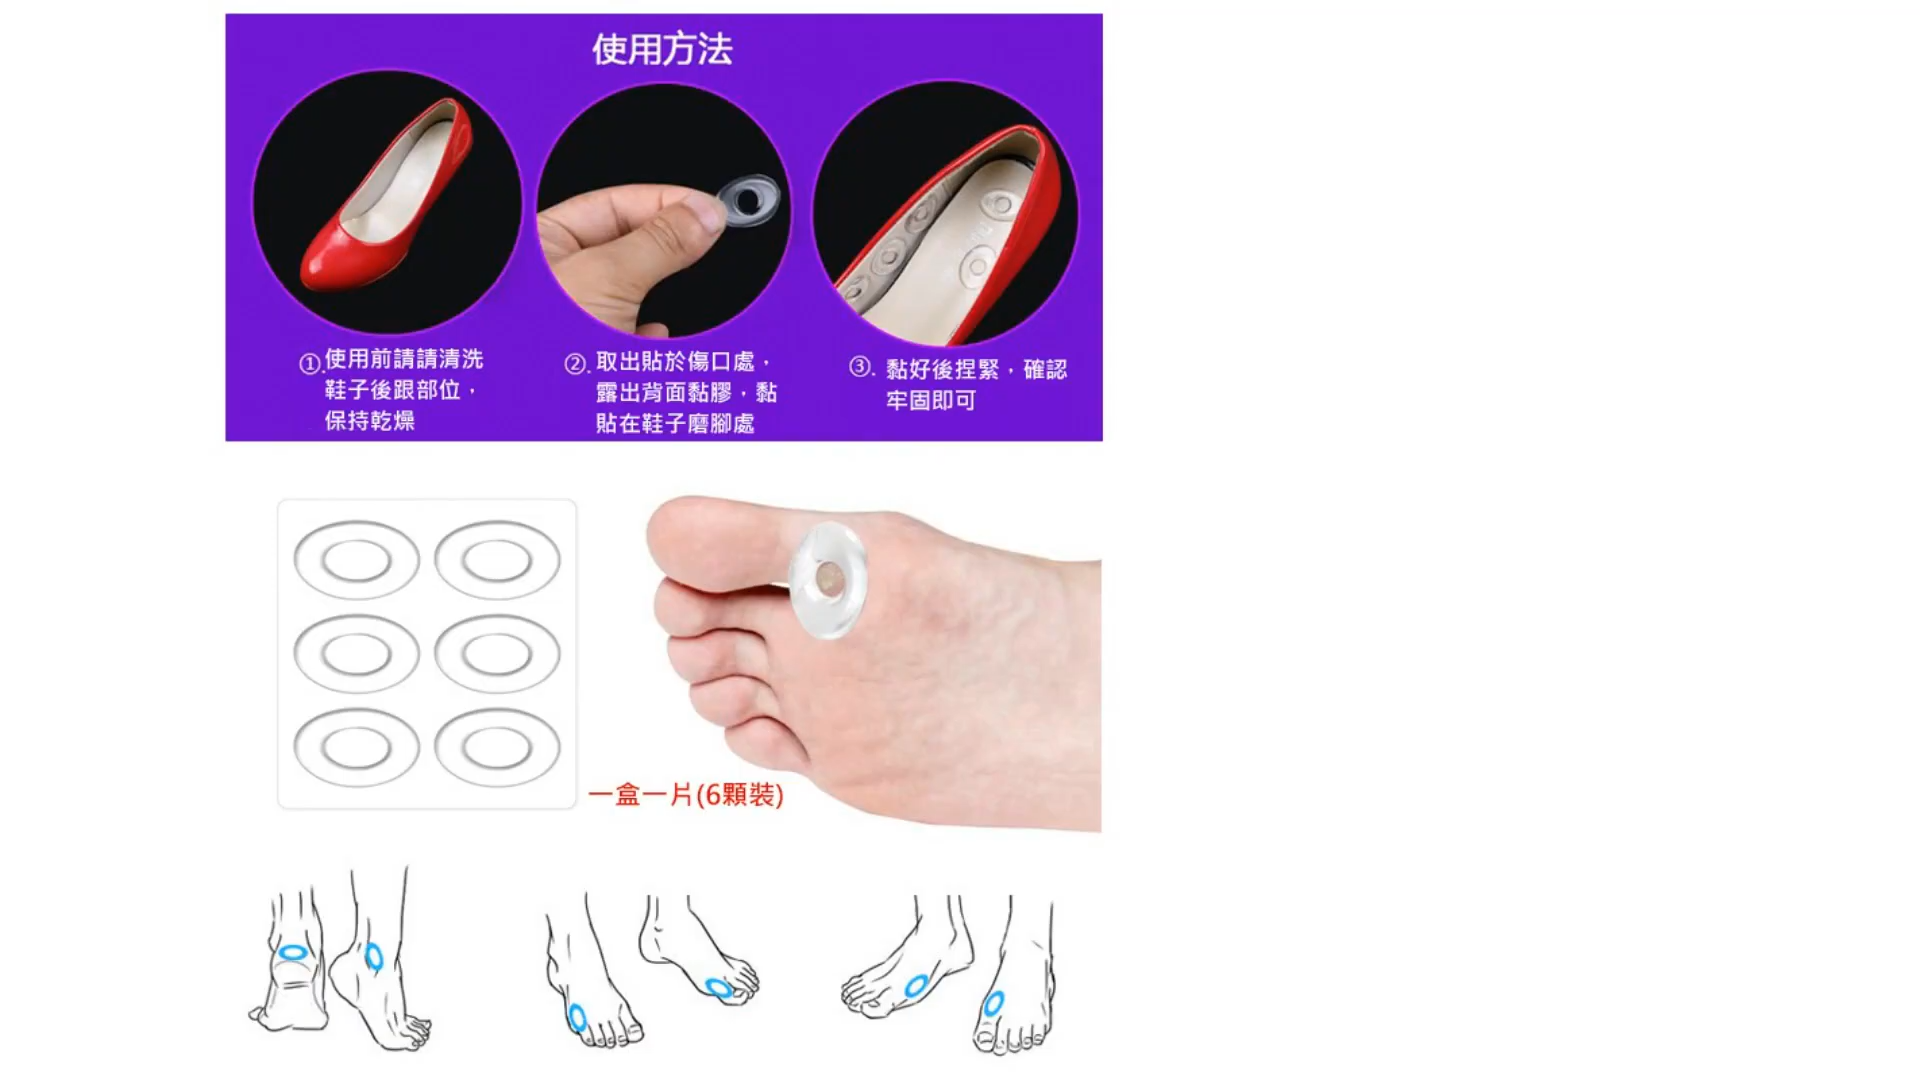 使用方法
①.使用前請請清洗
鞋子後跟部位，
保持乾燥
②.取出貼於傷口處，
露出背面黏膠，黏
貼在鞋子磨腳處
③. 黏好後捏緊，確認
牢固即可
一盒一片(6顆裝)